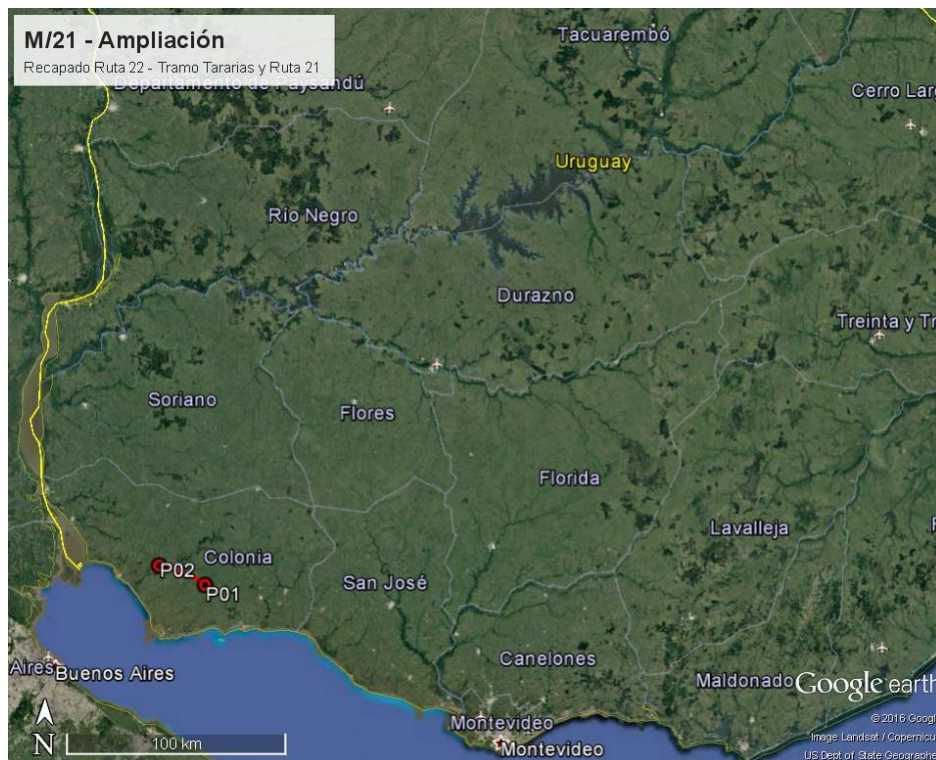 M/21 - Ampliación
Recapado Ruta 22 - Tramo Tararias y Ruta 21
Tacuarembó
Departamento de Paysandú
Cerro Larg
Uruguay
Río Negro
Durazno
Treinta y Tr
Soriano
Flores
Florida
Lavalleja
Colonia
P02
P01
San José
Canelones
Aires
Buenos Aires
Maldonado
Google earth
N
100 km
Montevideo
Montevideo
© 2016 Googl
Image Landsat / Copernicu
US Dept of State Geographe